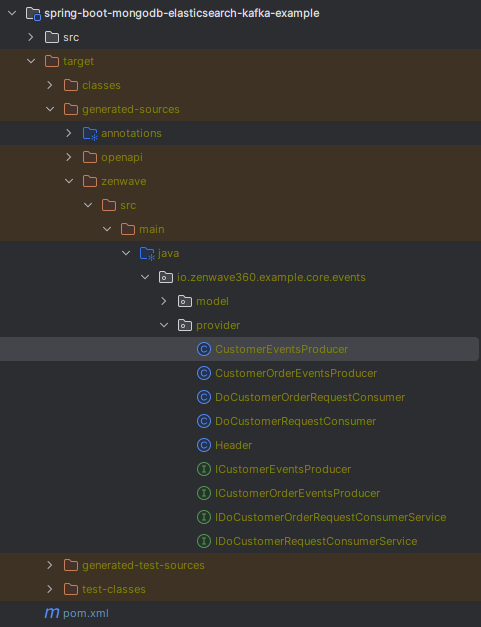 spring-boot-mongodb-elasticsearch-kafka-example
src
target
classes
generated-sources
annotations
openapi
zenwave
src
main
java
io.zenwave360.example.core.events
model
provider
C CustomerEventsProducer
C CustomerOrderEventsProducer
C DoCustomerOrderRequestConsumer
C DoCustomerRequestConsumer
C Header
I ICustomerEventsProducer
I ICustomerOrderEventsProducer
I IDoCustomerOrderRequestConsumerService
I IDoCustomerRequestConsumerService
generated-test-sources
test-classes
m pom.xml